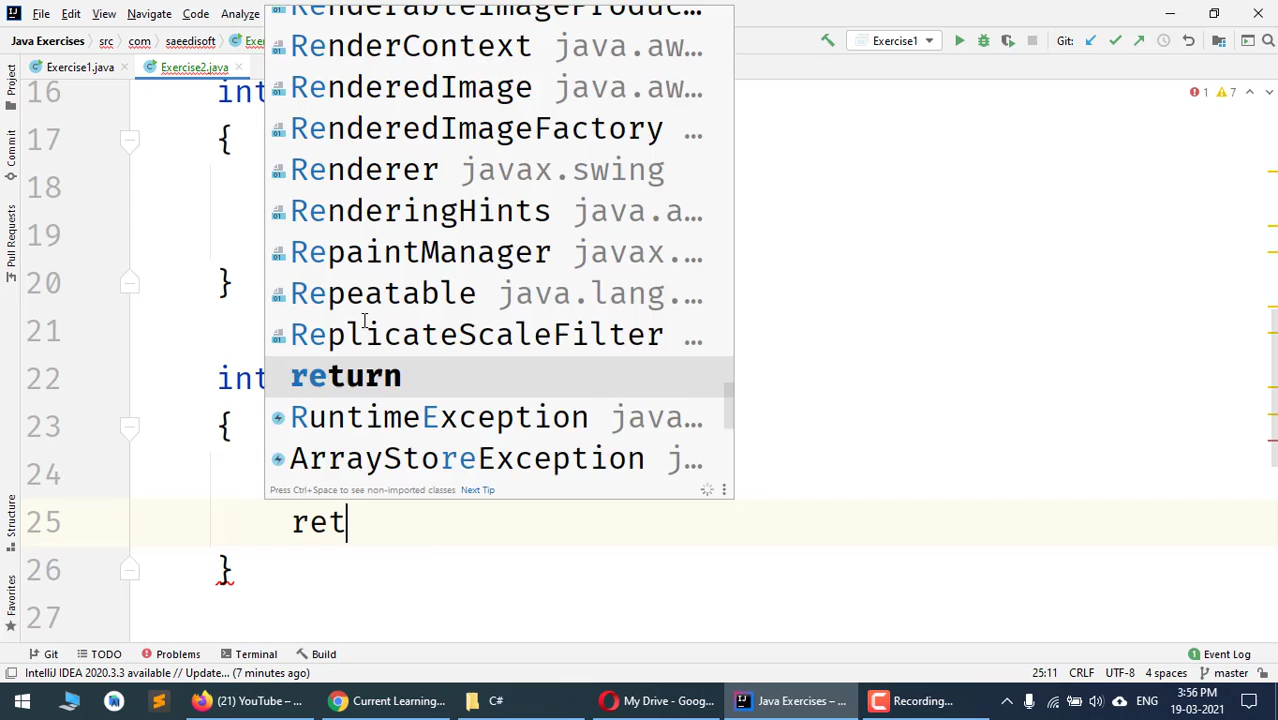 File Edit View Navigate Code Analyze
Java Exercises src com saeedisoft Exer
Exercise1 Git:
Exercise1.java Exercise2.java
RenderableImageProduc...
RenderContext java.aw...
RenderedImage java.aw...
RenderedImageFactory ...
Renderer javax.swing
RenderingHints java.a...
RepaintManager javax....
Repeatable java.lang....
ReplicateScaleFilter ...
return
RuntimeException java...
ArrayStoreException j...
Press Ctrl+Space to see non-imported classes Next Tip
1 7
16 int
17 {
18
19
20 }
21
22 int
23 {
24
25 ret
26 }
27
Project
Commit
Pull Requests
Structure
Favorites
Git TODO Problems Terminal Build 1 Event Log
IntelliJ IDEA 2020.3.3 available // Update... (7 minutes ago) 25:11 CRLF UTF-8 4 spaces master
(21) YouTube – ... Current Learning... C# My Drive - Goog... Java Exercises – ... Recording... ENG 3:56 PM
19-03-2021